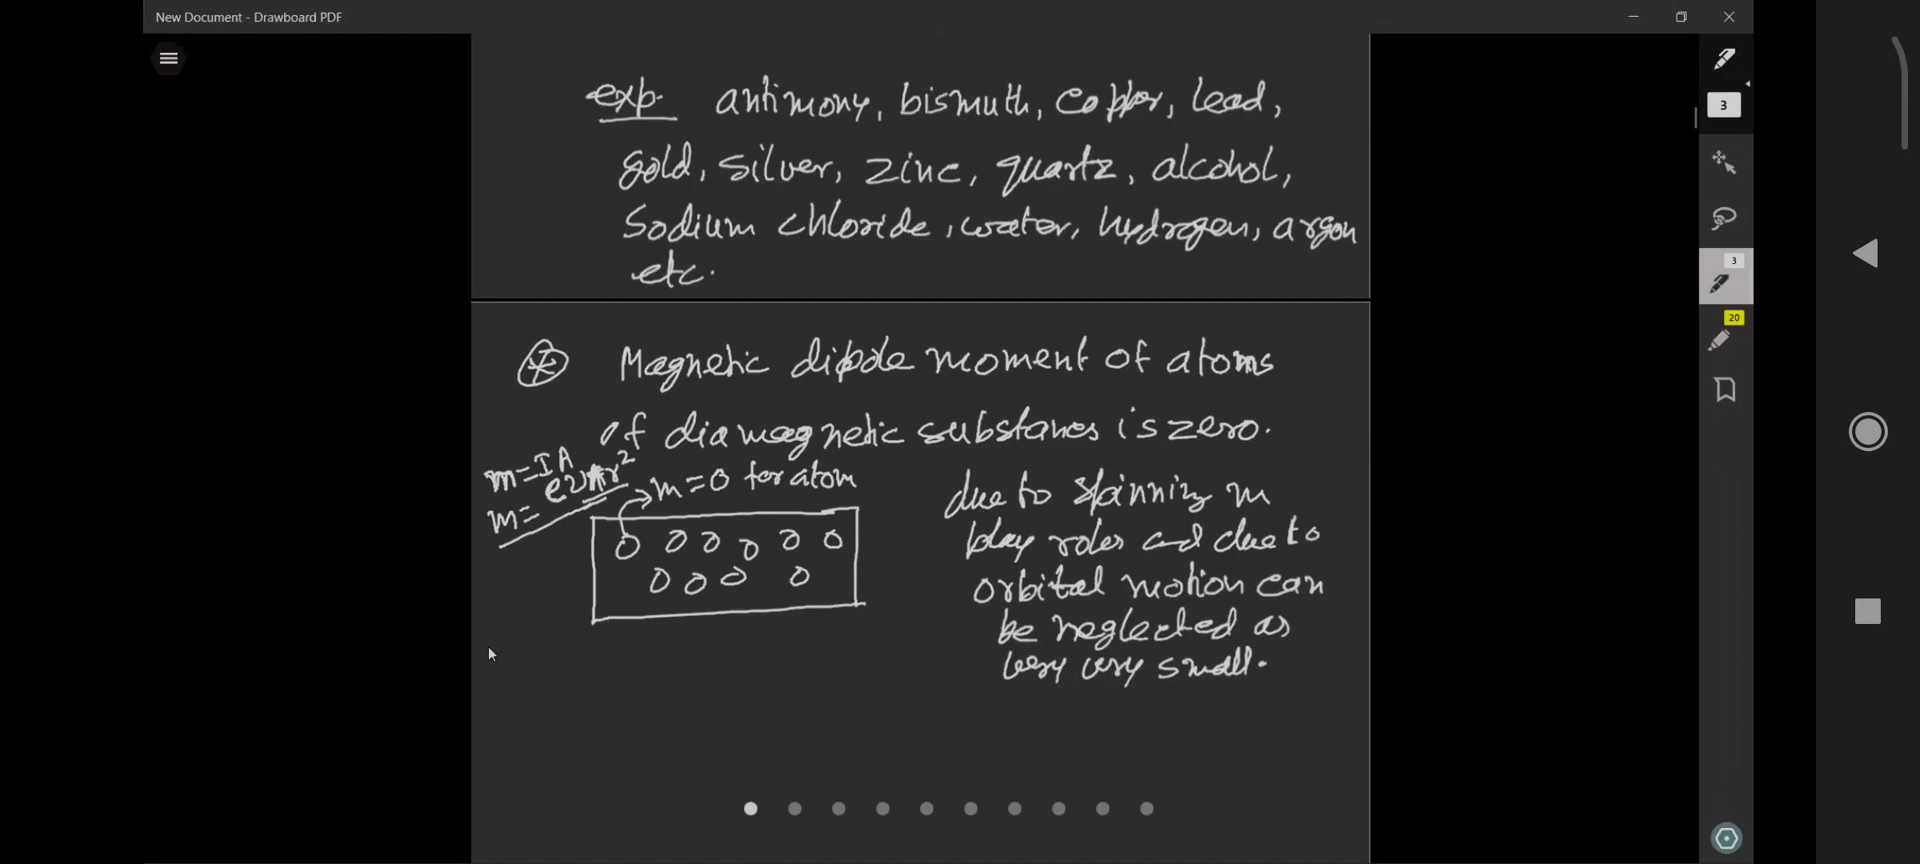 New Document - Drawboard PDF
3
exp. antimony, bismuth, copper, lead,
gold, silver, zinc, quartz, alcohol,
Sodium chloride, water, hydrogen, argon
etc.
3
20
Magnetic dipole moment of atoms
of diamagnetic substances is zero.
m=IA
m=eνπr²
m=0 for atom
due to spinning m
play roles and due to
orbital motion can
be neglected as
very very small.